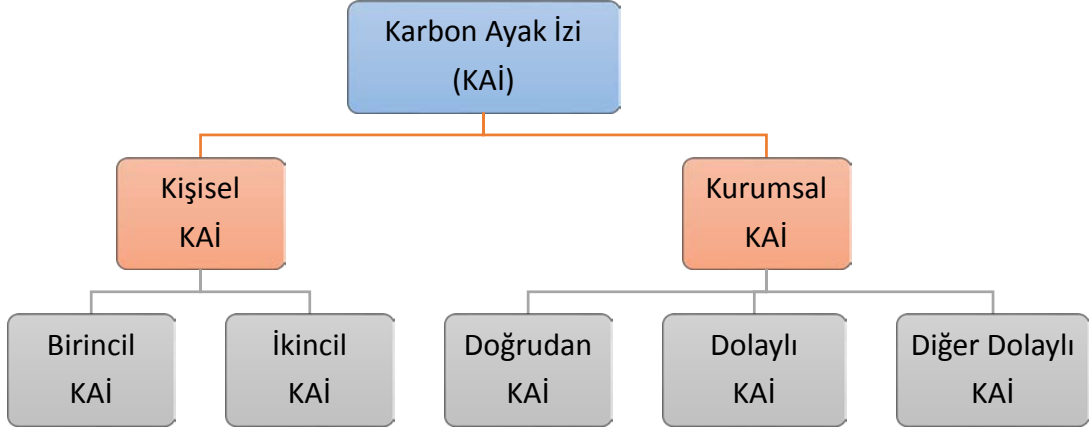 Karbon Ayak İzi
(KAİ)
Kişisel
KAİ
Kurumsal
KAİ
Birincil
KAİ
İkincil
KAİ
Doğrudan
KAİ
Dolaylı
KAİ
Diğer Dolaylı
KAİ